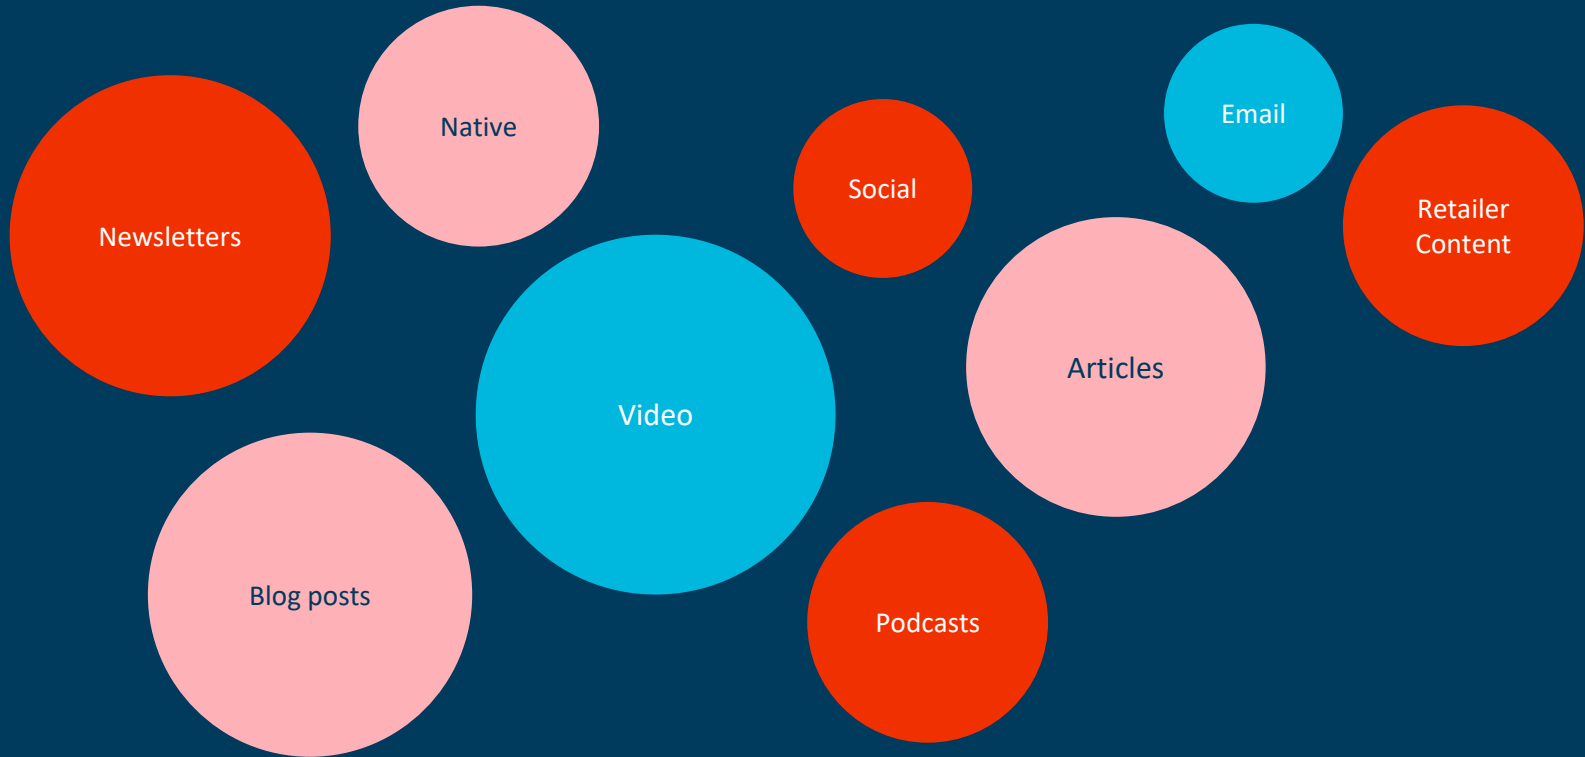 Native
Email
Social
Retailer
Content
Newsletters
Articles
Video
Blog posts
Podcasts